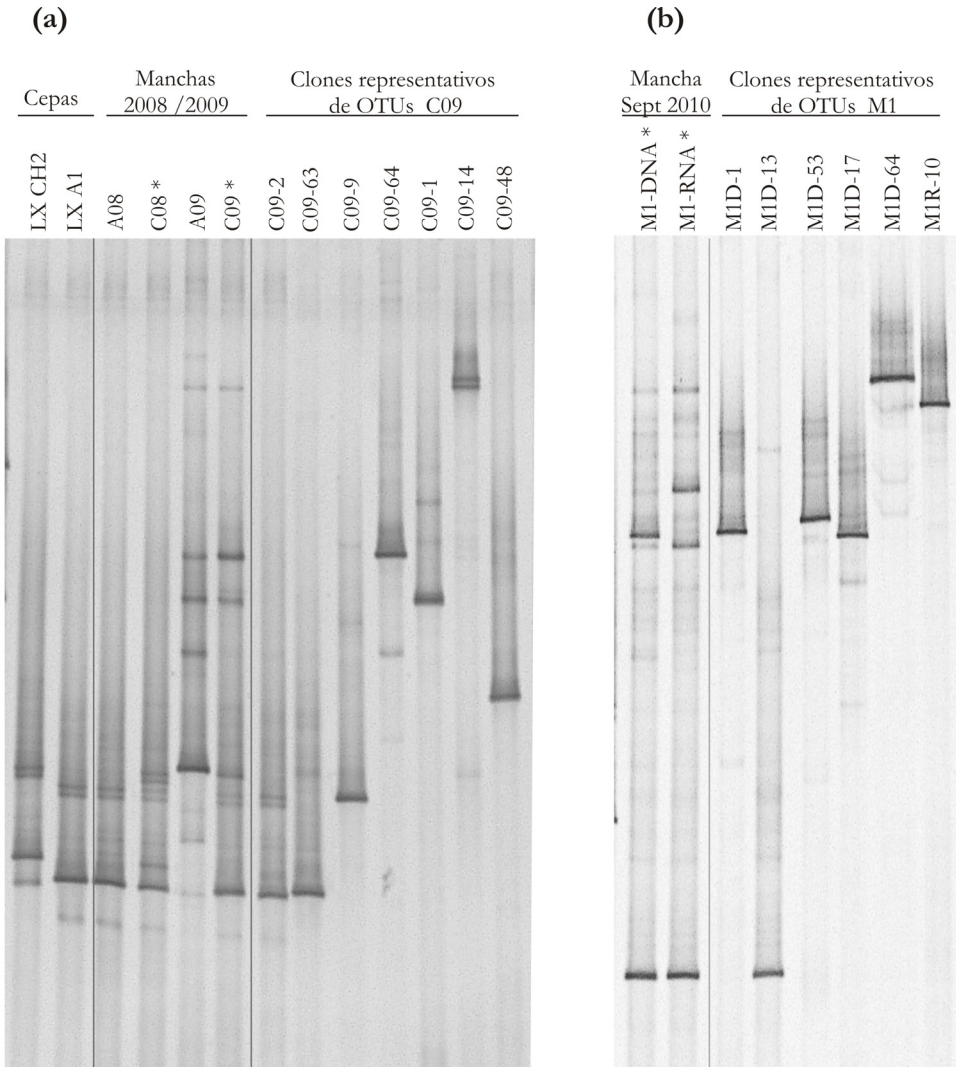 (a)
Cepas
Manchas
2008 /2009
Clones representativos
de OTUs C09
LX CH2
LX A1
A08
C08 *
A09
C09 *
C09-2
C09-63
C09-9
C09-64
C09-1
C09-14
C09-48
(b)
Mancha
Sept 2010
Clones representativos
de OTUs M1
M1-DNA *
M1-RNA *
M1D-1
M1D-13
M1D-53
M1D-17
M1D-64
M1R-10